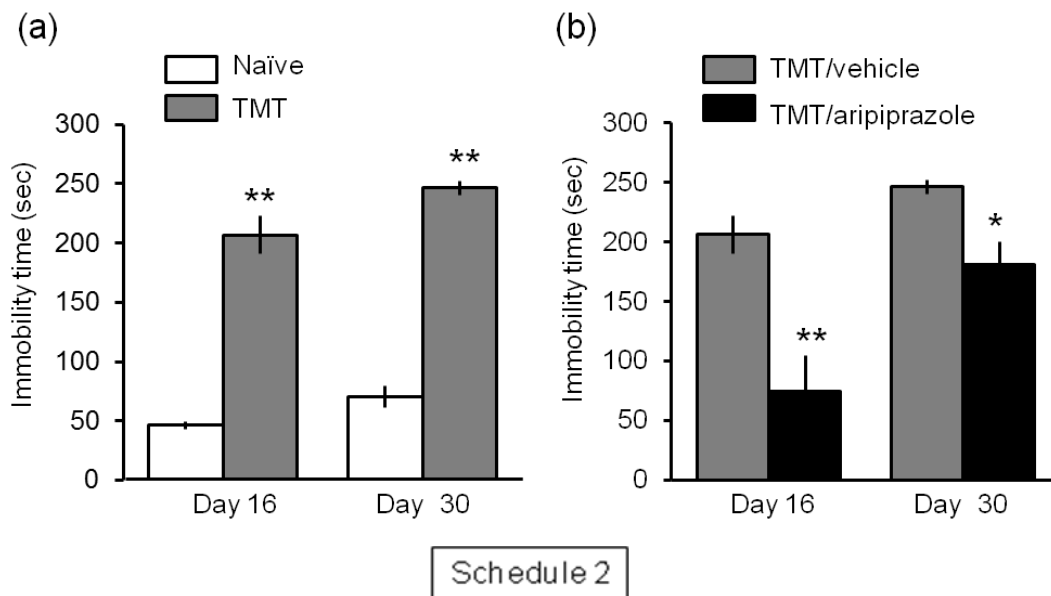 (a)
Naïve
TMT
Immobility time (sec)
300
250
200
150
100
50
0
**
**
Day 16
Day 30
(b)
TMT/vehicle
TMT/aripiprazole
Immobility time (sec)
300
250
200
150
100
50
0
**
*
Day 16
Day 30
Schedule 2